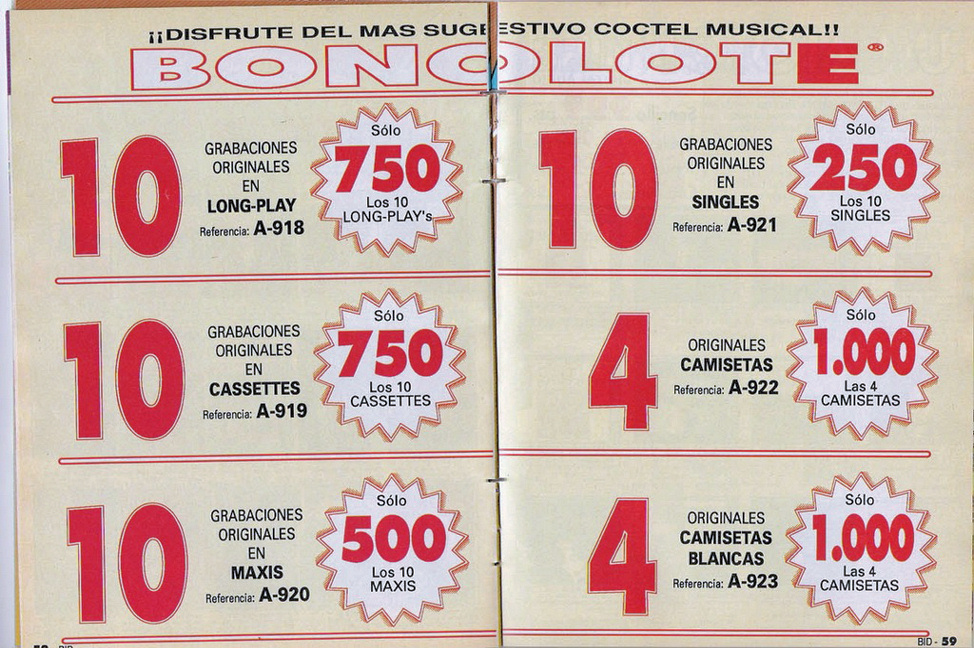 ¡¡DISFRUTE DEL MAS SUGESTIVO COCTEL MUSICAL!!
BONOLOTE®
10
GRABACIONES
ORIGINALES
EN
LONG-PLAY
Referencia: A-918
Sólo
750
Los 10
LONG-PLAY's
10
GRABACIONES
ORIGINALES
EN
CASSETTES
Referencia: A-919
Sólo
750
Los 10
CASSETTES
10
GRABACIONES
ORIGINALES
EN
MAXIS
Referencia: A-920
Sólo
500
Los 10
MAXIS
10
GRABACIONES
ORIGINALES
EN
SINGLES
Referencia: A-921
Sólo
250
Los 10
SINGLES
4
ORIGINALES
CAMISETAS
Referencia: A-922
Sólo
1.000
Las 4
CAMISETAS
4
ORIGINALES
CAMISETAS
BLANCAS
Referencia: A-923
Sólo
1.000
Las 4
CAMISETAS
BID - 59